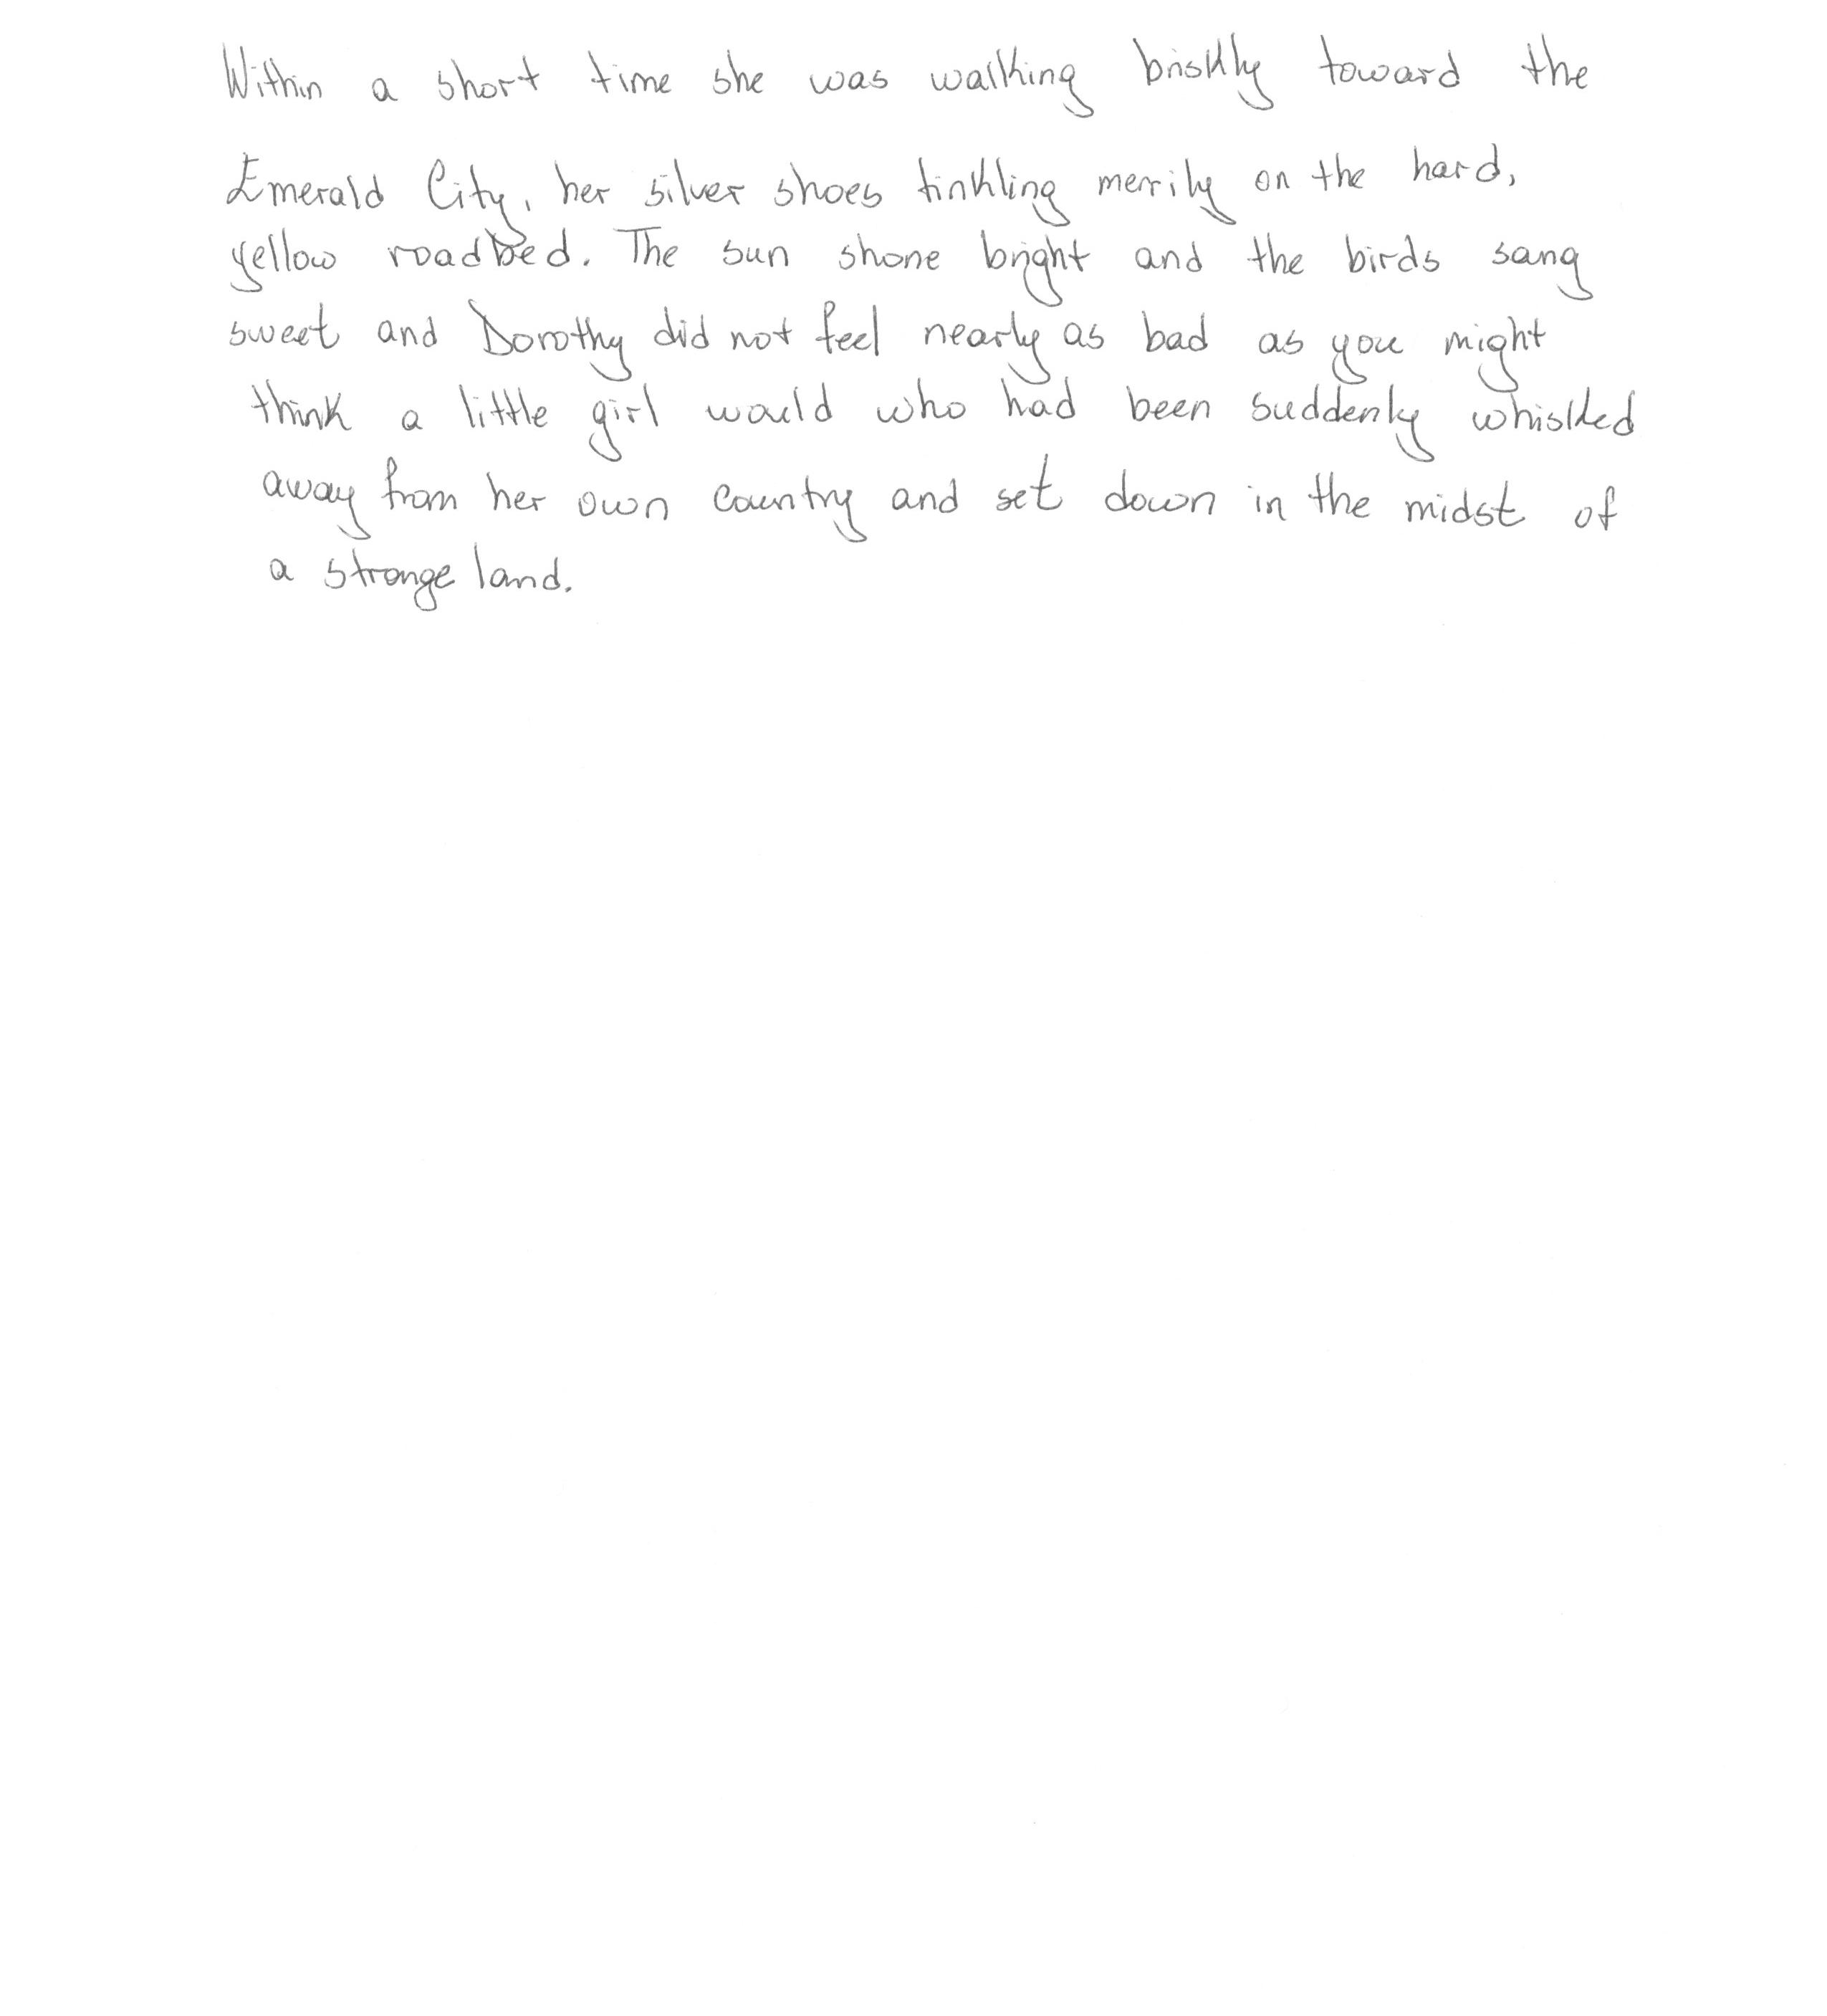 Within a short time she was walking briskly toward the
Emerald City, her silver shoes tinkling merrily on the hard,
yellow roadbed. The sun shone bright and the birds sang
sweet and Dorothy did not feel nearly as bad as you might
think a little girl would who had been suddenly whisked
away from her own country and set down in the midst of
a strange land.